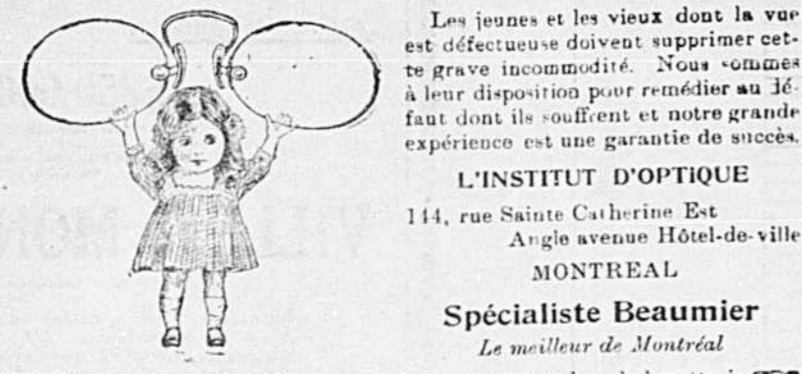 Les jeunes et les vieux dont la vue
est défectueuse doivent supprimer cet-
te grave incommodité. Nous sommes
à leur disposition pour remédier au dé-
faut dont ils souffrent et notre grande
expérience est une garantie de succès.
L'INSTITUT D'OPTIQUE
144, rue Sainte Catherine Est
Angle avenue Hôtel-de-ville
MONTREAL
Spécialiste Beaumier
Le meilleur de Montréal